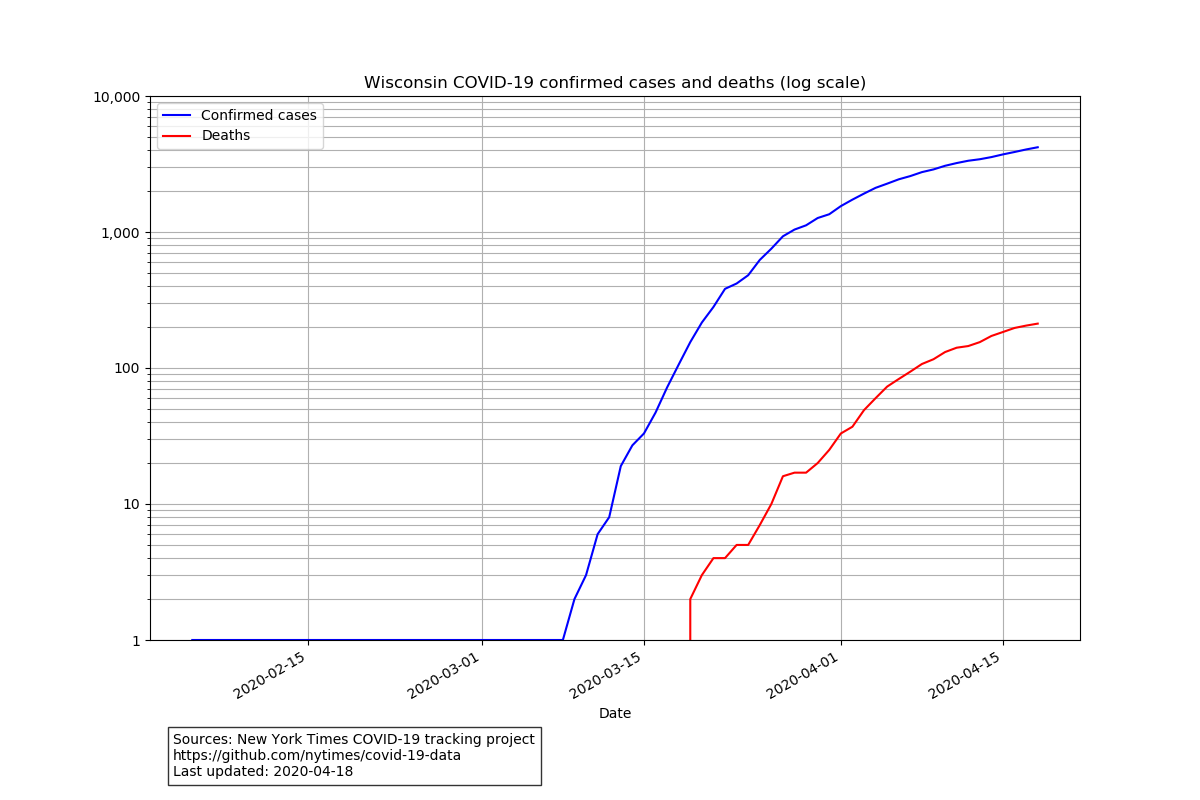 Wisconsin COVID-19 confirmed cases and deaths (log scale)
10,000
Confirmed cases
Deaths
1,000
100
10
1
2020-02-15
2020-03-01
2020-03-15
2020-04-01
2020-04-15
Date
Sources: New York Times COVID-19 tracking project
https://github.com/nytimes/covid-19-data
Last updated: 2020-04-18